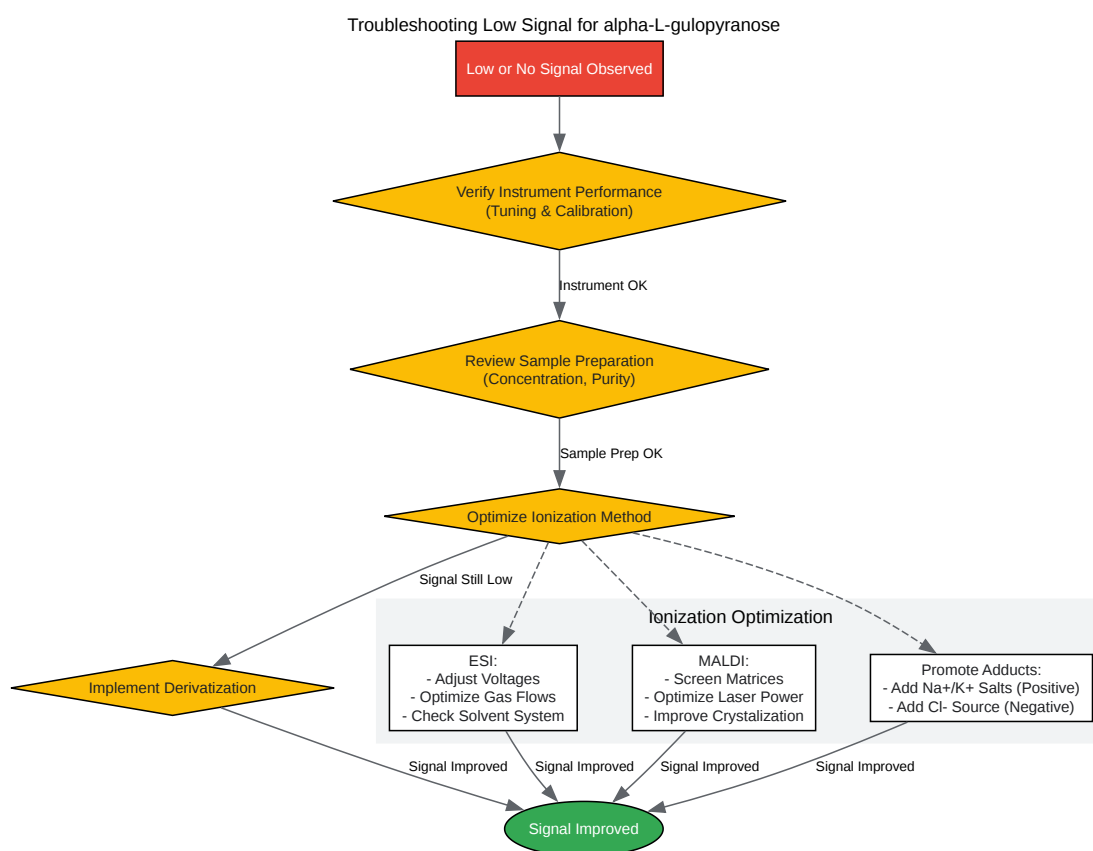 Troubleshooting Low Signal for alpha-L-gulopyranose
Low or No Signal Observed
Verify Instrument Performance
(Tuning & Calibration)
Instrument OK
Review Sample Preparation
(Concentration, Purity)
Sample Prep OK
Optimize Ionization Method
Signal Still Low
Ionization Optimization
Implement Derivatization
ESI:
- Adjust Voltages
- Optimize Gas Flows
- Check Solvent System
MALDI:
- Screen Matrices
- Optimize Laser Power
- Improve Crystalization
Promote Adducts:
- Add Na+/K+ Salts (Positive)
- Add Cl- Source (Negative)
Signal Improved
Signal Improved
Signal Improved
Signal Improved
Signal Improved